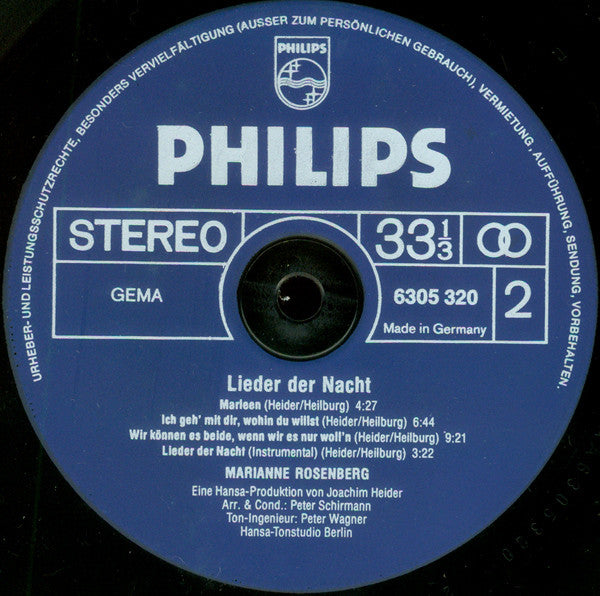 URHEBER- UND LEISTUNGSSCHUTZRECHTE, BESONDERS VERVIELFÄLTIGUNG (AUSSER ZUM PERSÖNLICHEN GEBRAUCH), VERMIETUNG, AUFFÜHRUNG, SENDUNG, VORBEHALTEN.
PHILIPS
PHILIPS
STEREO
33 1/3
GEMA
6305 320
2
Made in Germany
Lieder der Nacht
Marleen (Heider/Heilburg) 4:27
Ich geh' mit dir, wohin du willst (Heider/Heilburg) 6:44
Wir können es beide, wenn wir es nur woll'n (Heider/Heilburg) 9:21
Lieder der Nacht (Instrumental) (Heider/Heilburg) 3:22
MARIANNE ROSENBERG
Eine Hansa-Produktion von Joachim Heider
Arr. & Cond.: Peter Schirmann
Ton-Ingenieur: Peter Wagner
Hansa-Tonstudio Berlin